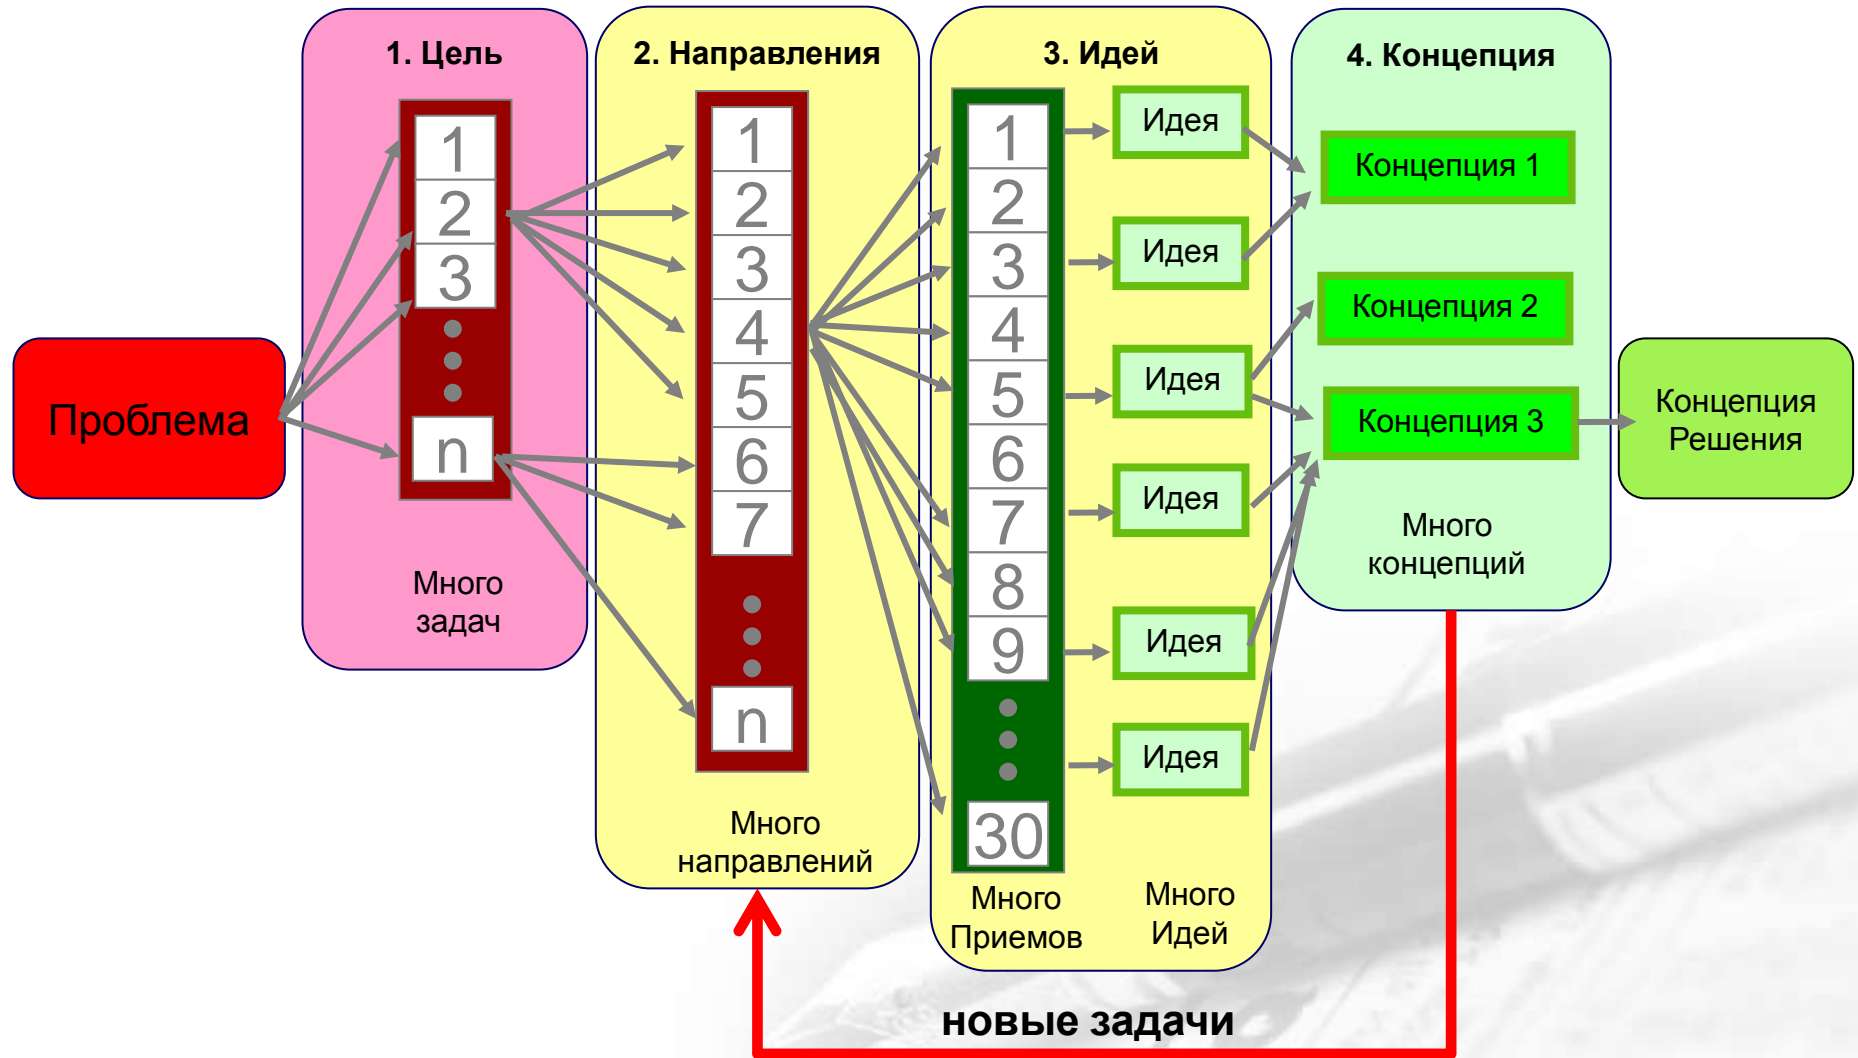 Проблема
1. Цель
1
2
3
n
Много
задач
2. Направления
1
2
3
4
5
6
7
n
Много
направлений
3. Идей
1
2
3
4
5
6
7
8
9
30
Много
Приемов
Идея
Идея
Идея
Идея
Идея
Идея
Много
Идей
4. Концепция
Концепция 1
Концепция 2
Концепция 3
Много
концепций
Концепция
Решения
новые задачи